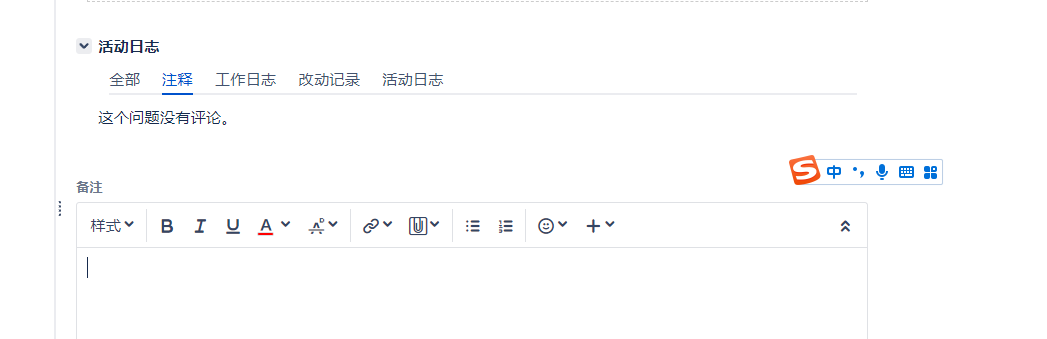 活动日志
全部 注释 工作日志 改动记录 活动日志
这个问题没有评论。
中
备注
样式 B I U A